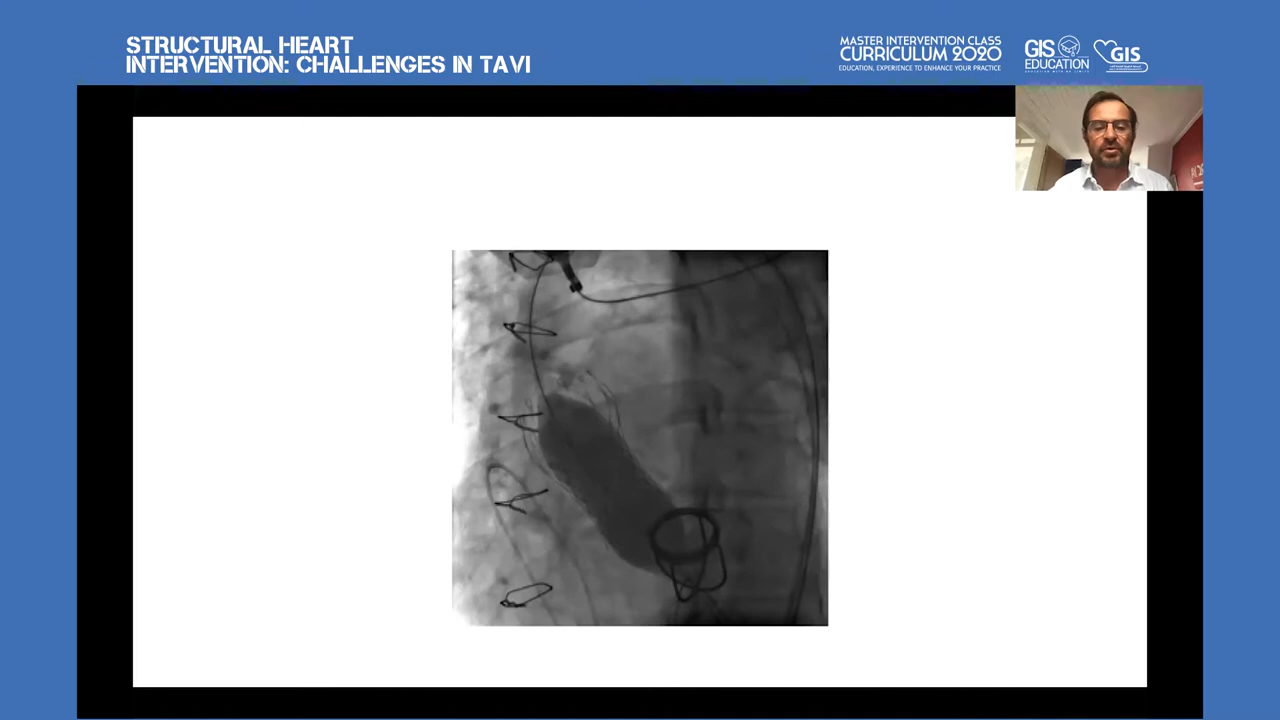 STRUCTURAL HEART
INTERVENTION: CHALLENGES IN TAVI
MASTER INTERVENTION CLASS
CURRICULUM 2020
EDUCATION, EXPERIENCE TO ENHANCE YOUR PRACTICE
GIS
EDUCATION
GIS